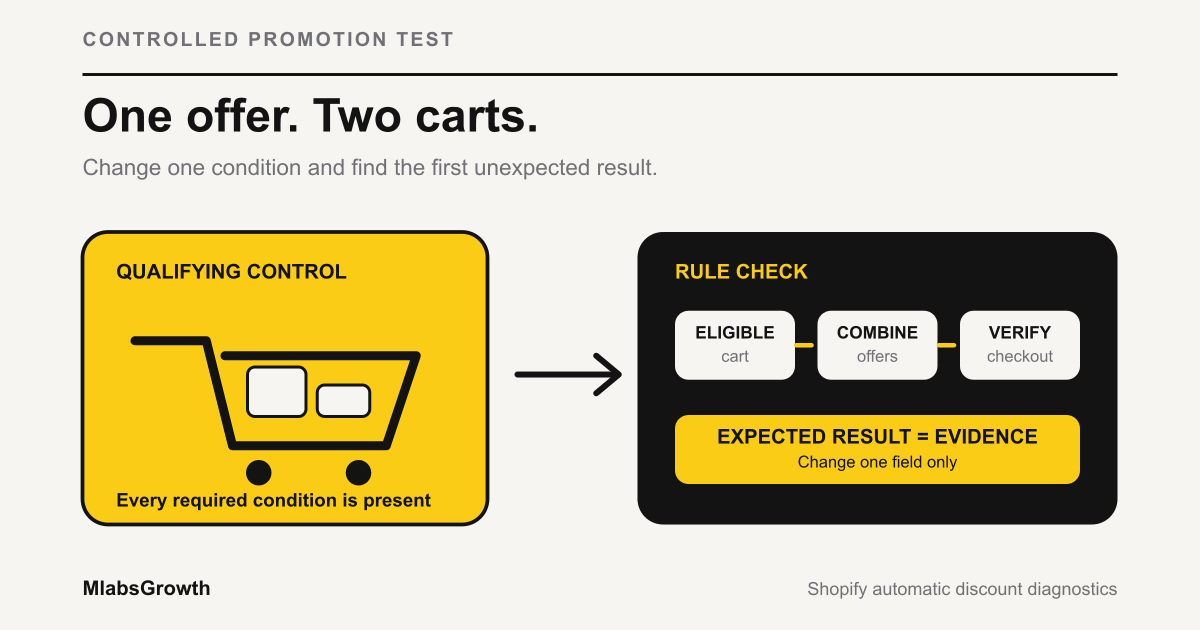 CONTROLLED PROMOTION TEST
One offer. Two carts.
Change one condition and find the first unexpected result.
QUALIFYING CONTROL
Every required condition is present
RULE CHECK
ELIGIBLE
cart
COMBINE
offers
VERIFY
checkout
EXPECTED RESULT = EVIDENCE
Change one field only
MlabsGrowth
Shopify automatic discount diagnostics